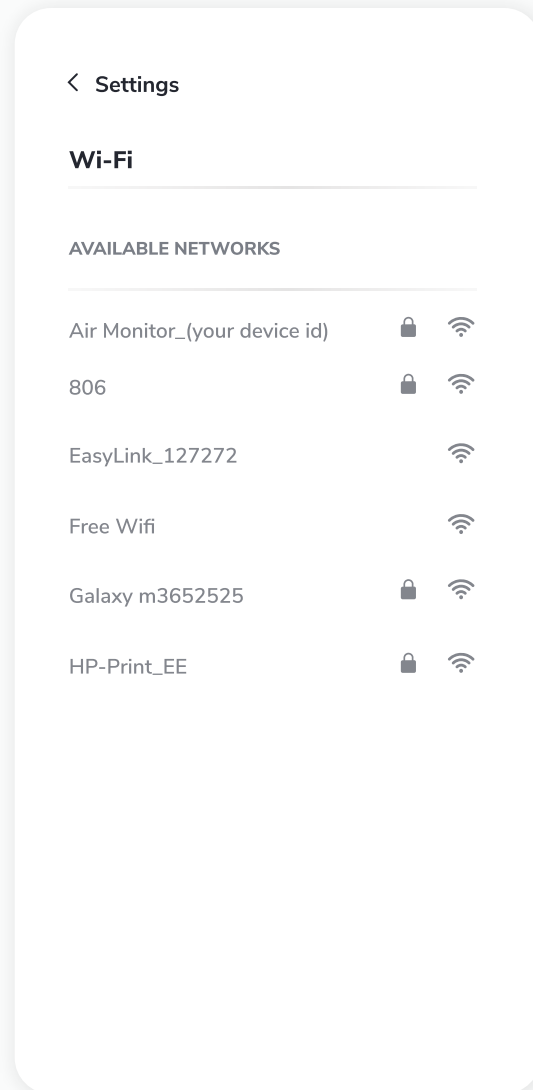 Settings
Wi-Fi
AVAILABLE NETWORKS
Air Monitor_(your device id)
806
EasyLink_127272
Free Wifi
Galaxy m3652525
HP-Print_EE